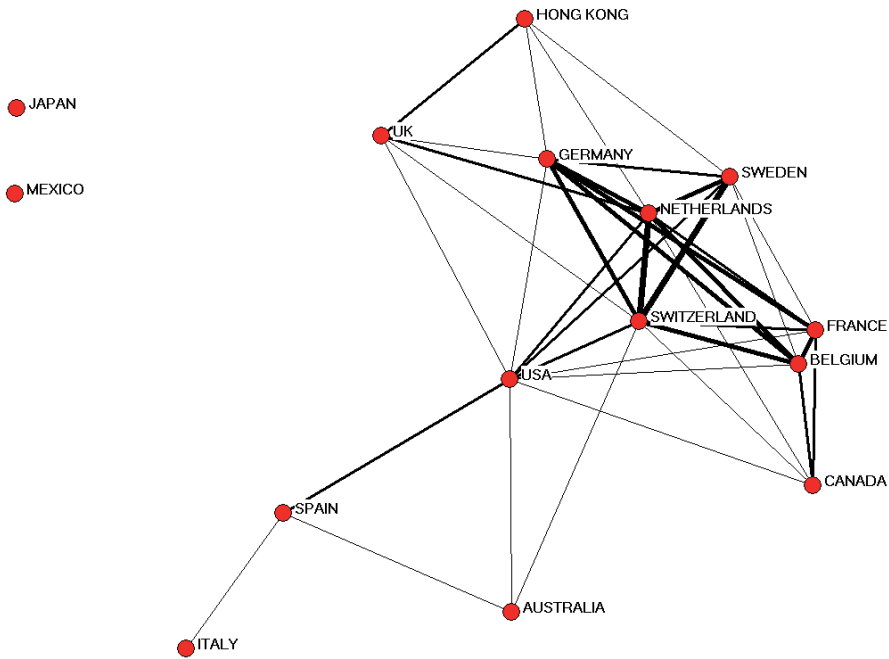 HONG KONG
JAPAN
UK
GERMANY
SWEDEN
MEXICO
NETHERLANDS
SWITZERLAND
FRANCE
BELGIUM
USA
CANADA
SPAIN
AUSTRALIA
ITALY